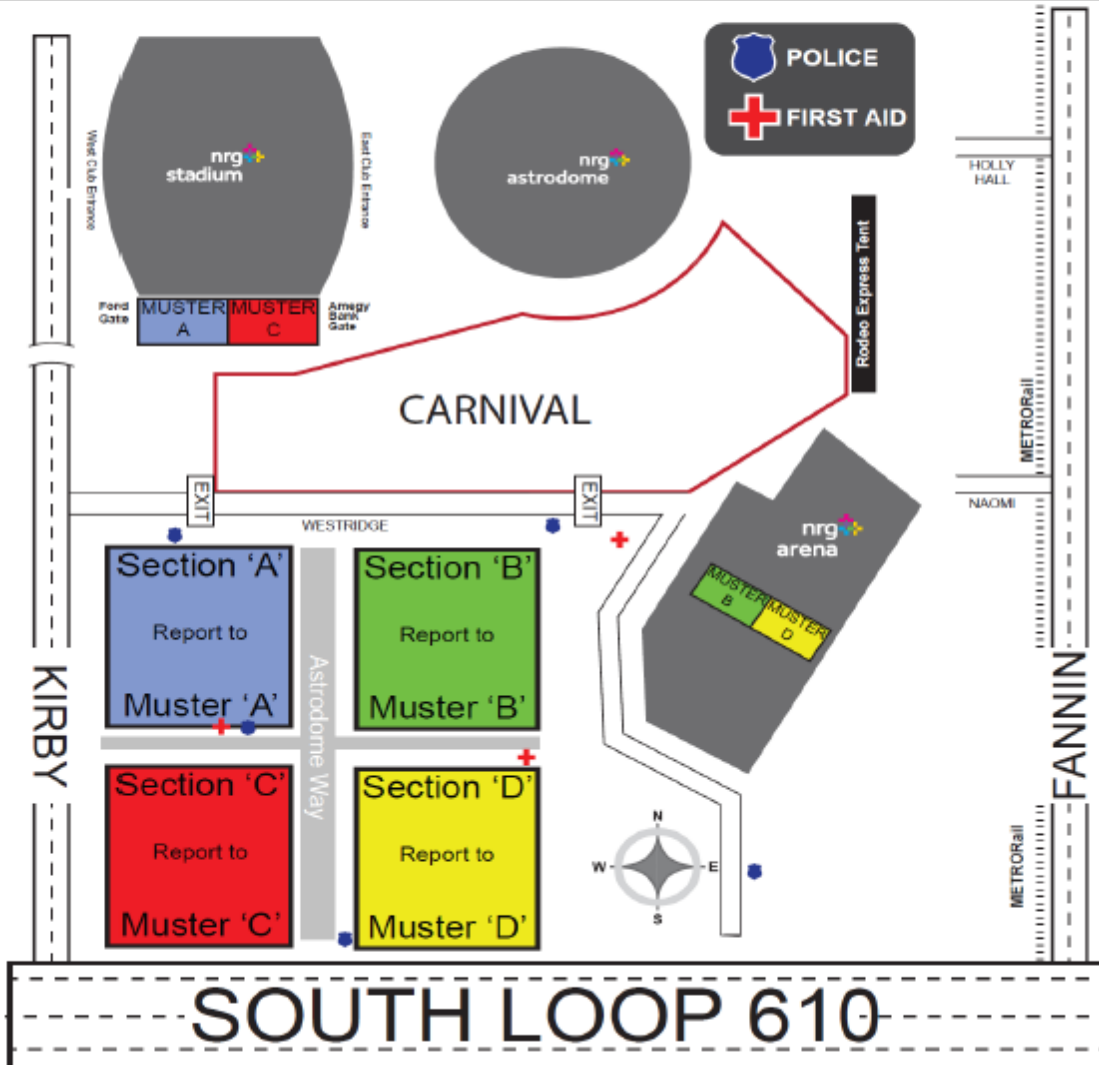 POLICE
FIRST AID
nrg
stadium
West Club Entrance
East Club Entrance
nrg
astrodome
HOLLY
HALL
Rodeo Express Tent
Ford
Gate
MUSTER
A
MUSTER
C
Amegy
Bank
Gate
CARNIVAL
METRORail
EXIT
EXIT
WESTRIDGE
NAOMI
nrg
arena
MUSTER
B
MUSTER
D
Section ‘A’
Report to
Muster ‘A’
Section ‘B’
Report to
Muster ‘B’
Astrodome Way
KIRBY
FANNIN
Section ‘C’
Report to
Muster ‘C’
Section ‘D’
Report to
Muster ‘D’
N
W
E
S
METRORail
SOUTH LOOP 610